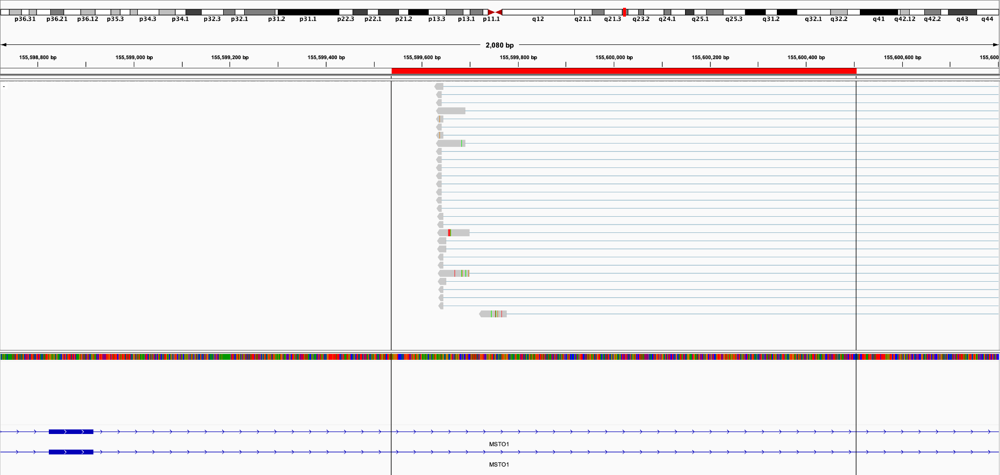 p36.31 p36.21 p36.12 p35.3 p34.3 p34.1 p32.3 p32.1 p31.2 p31.1 p22.3 p22.1 p21.2 p13.3 p13.1 p11.1 q12 q21.1 q21.3 q23.2 q24.1 q25.1 q25.3 q31.2 q32.1 q32.2 q41 q42.12 q42.2 q43 q44
2,080 bp
155,598,800 bp 155,599,000 bp 155,599,200 bp 155,599,400 bp 155,599,600 bp 155,599,800 bp 155,600,000 bp 155,600,200 bp 155,600,400 bp 155,600,600 bp 155,600
-
MSTO1
MSTO1